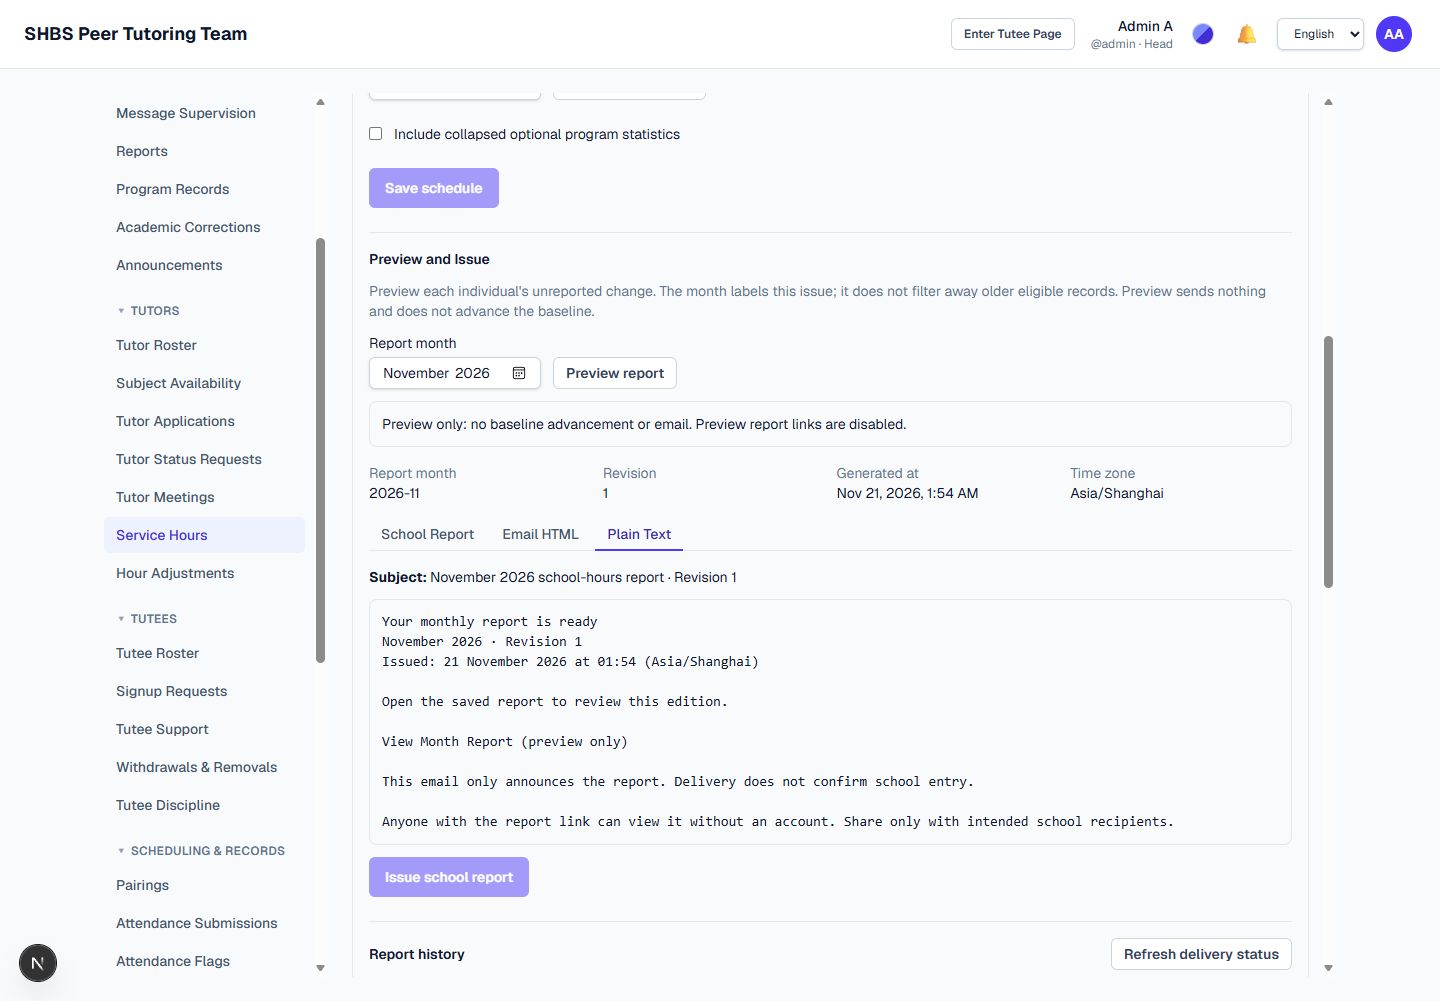 SHBS Peer Tutoring Team
Enter Tutee Page
Admin A
@admin · Head
English
AA
Message Supervision
Reports
Program Records
Academic Corrections
Announcements
TUTORS
Tutor Roster
Subject Availability
Tutor Applications
Tutor Status Requests
Tutor Meetings
Service Hours
Hour Adjustments
TUTEES
Tutee Roster
Signup Requests
Tutee Support
Withdrawals & Removals
Tutee Discipline
SCHEDULING & RECORDS
Pairings
Attendance Submissions
Attendance Flags
N
Include collapsed optional program statistics
Save schedule
Preview and Issue
Preview each individual's unreported change. The month labels this issue; it does not filter away older eligible records. Preview sends nothing
and does not advance the baseline.
Report month
November 2026
Preview report
Preview only: no baseline advancement or email. Preview report links are disabled.
Report month
2026-11
Revision
1
Generated at
Nov 21, 2026, 1:54 AM
Time zone
Asia/Shanghai
School Report
Email HTML
Plain Text
Subject: November 2026 school-hours report · Revision 1
Your monthly report is ready
November 2026 · Revision 1
Issued: 21 November 2026 at 01:54 (Asia/Shanghai)
Open the saved report to review this edition.
View Month Report (preview only)
This email only announces the report. Delivery does not confirm school entry.
Anyone with the report link can view it without an account. Share only with intended school recipients.
Issue school report
Report history
Refresh delivery status